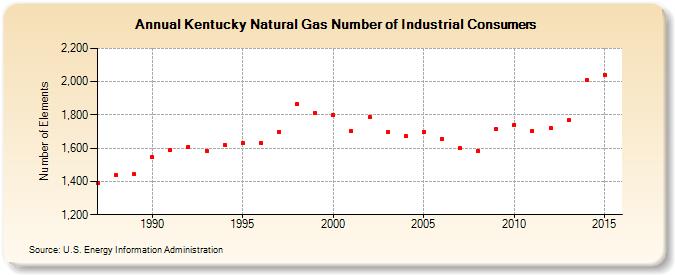 Annual Kentucky Natural Gas Number of Industrial Consumers
Number of Elements
2,200
2,000
1,800
1,600
1,400
1,200
1990 1995 2000 2005 2010 2015
Source: U.S. Energy Information Administration